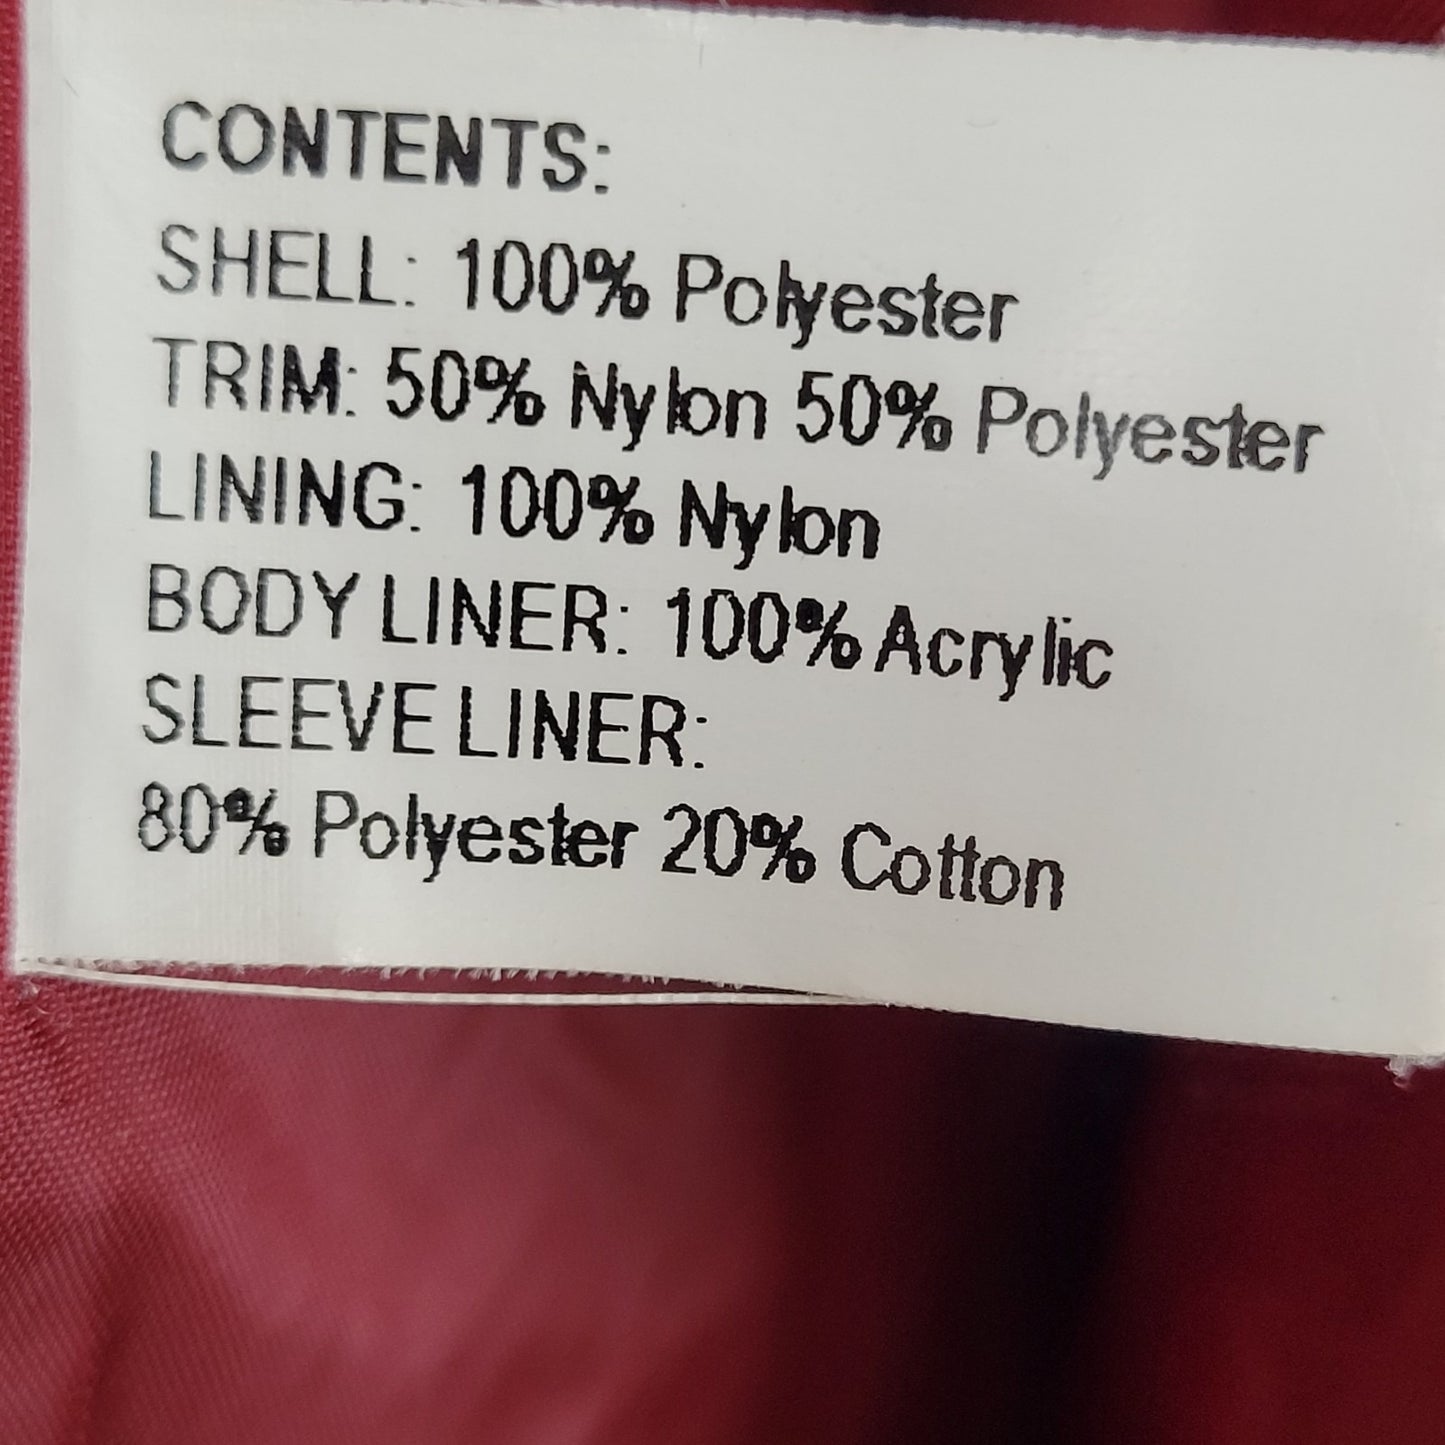 CONTENTS:
SHELL: 100% Polyester
TRIM: 50% Nylon 50% Polyester
LINING: 100% Nylon
BODY LINER: 100% Acrylic
SLEEVE LINER:
80% Polyester 20% Cotton